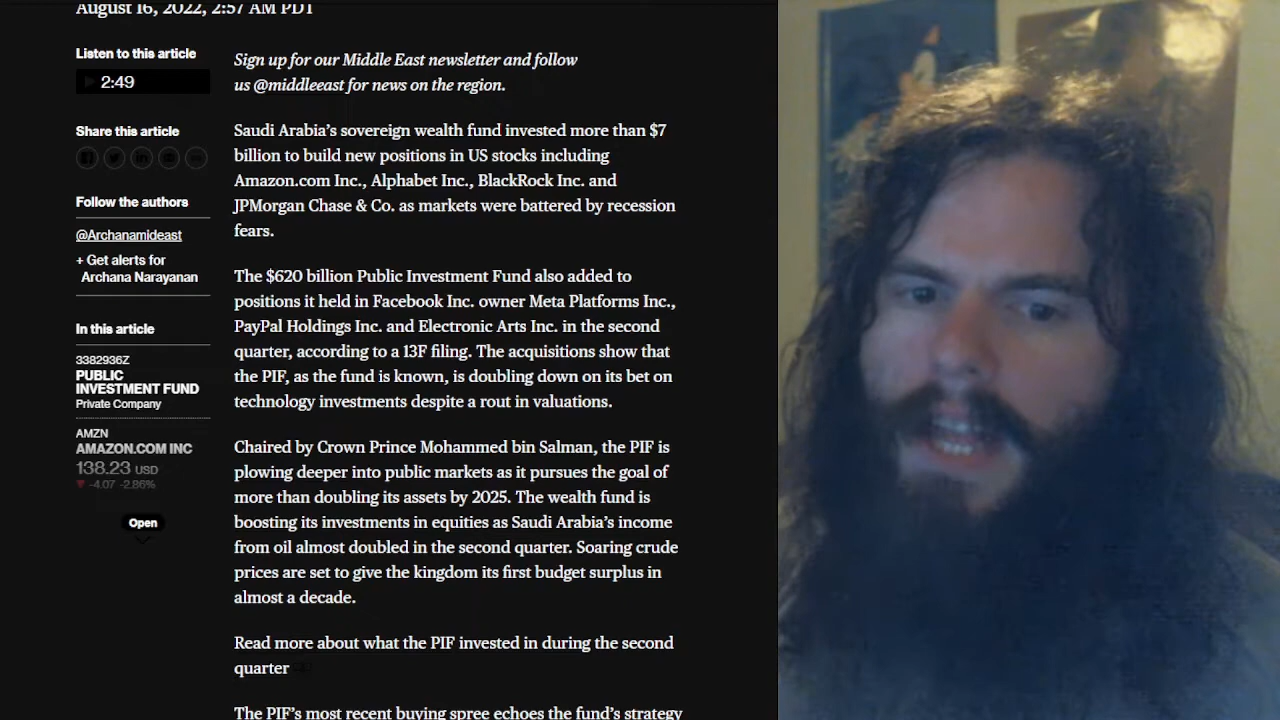 August 16, 2022, 2:57 AM PDT
Listen to this article
2:49
Share this article
Follow the authors
@Archanamideast
+ Get alerts for
Archana Narayanan
In this article
3382936Z
PUBLIC
INVESTMENT FUND
Private Company
AMZN
AMAZON.COM INC
138.23 USD
▼ -4.07 -2.86%
Open
Sign up for our Middle East newsletter and follow
us @middleeast for news on the region.
Saudi Arabia’s sovereign wealth fund invested more than $7
billion to build new positions in US stocks including
Amazon.com Inc., Alphabet Inc., BlackRock Inc. and
JPMorgan Chase & Co. as markets were battered by recession
fears.
The $620 billion Public Investment Fund also added to
positions it held in Facebook Inc. owner Meta Platforms Inc.,
PayPal Holdings Inc. and Electronic Arts Inc. in the second
quarter, according to a 13F filing. The acquisitions show that
the PIF, as the fund is known, is doubling down on its bet on
technology investments despite a rout in valuations.
Chaired by Crown Prince Mohammed bin Salman, the PIF is
plowing deeper into public markets as it pursues the goal of
more than doubling its assets by 2025. The wealth fund is
boosting its investments in equities as Saudi Arabia’s income
from oil almost doubled in the second quarter. Soaring crude
prices are set to give the kingdom its first budget surplus in
almost a decade.
Read more about what the PIF invested in during the second
quarter
The PIF’s most recent buying spree echoes the fund’s strategy